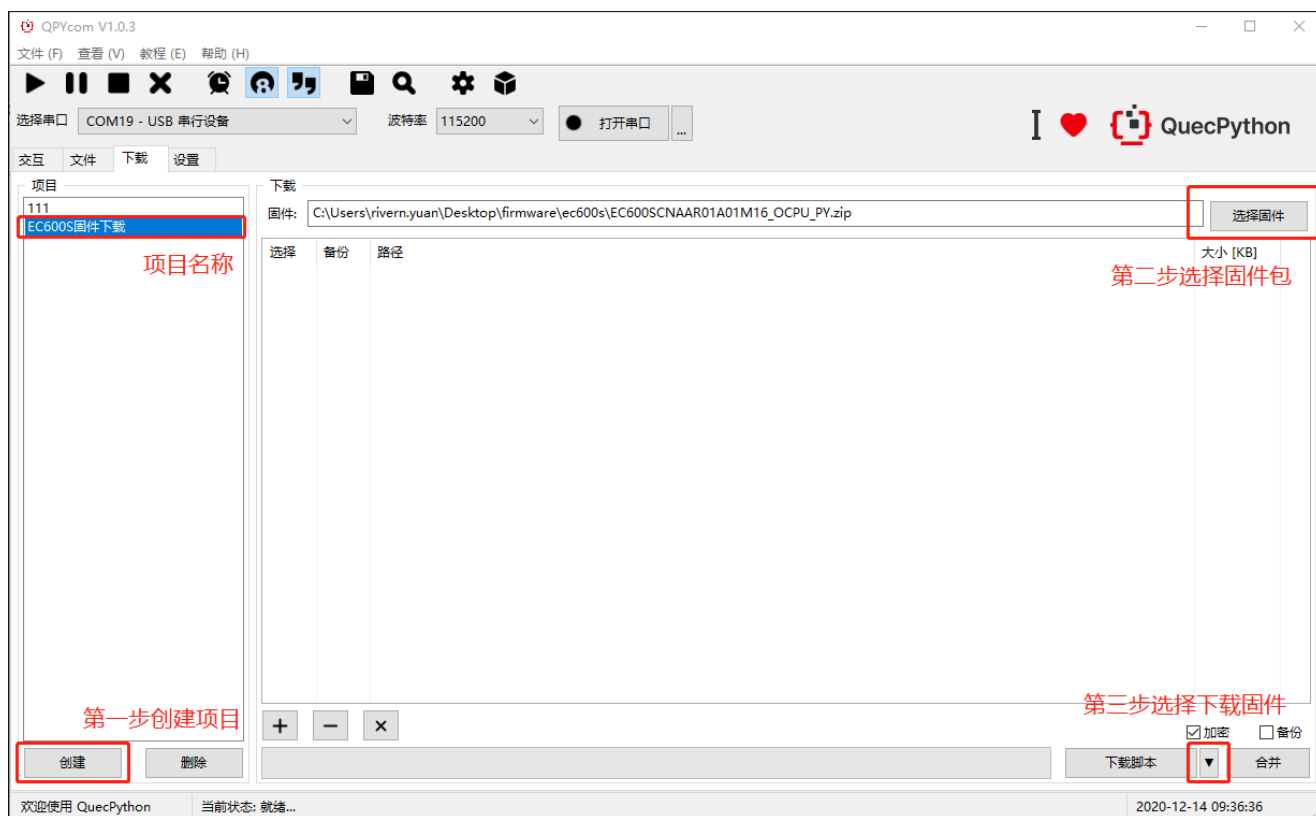 QPYcom V1.0.3
文件 (F) 查看 (V) 教程 (E) 帮助 (H)
选择串口 COM19 - USB 串行设备 波特率 115200 打开串口 ...
I QuecPython
交互 文件 下载 设置
项目 下载
111
固件: C:\Users\rivern.yuan\Desktop\firmware\ec600s\EC600SCNAAR01A01M16_OCPU_PY.zip 选择固件
EC600S固件下载
选择 备份 路径 大小 [KB]
项目名称
第二步选择固件包
第三步选择下载固件
第一步创建项目
+ − ×
加密 备份
创建 删除 下载脚本 ▼ 合并
欢迎使用 QuecPython 当前状态: 就绪... 2020-12-14 09:36:36